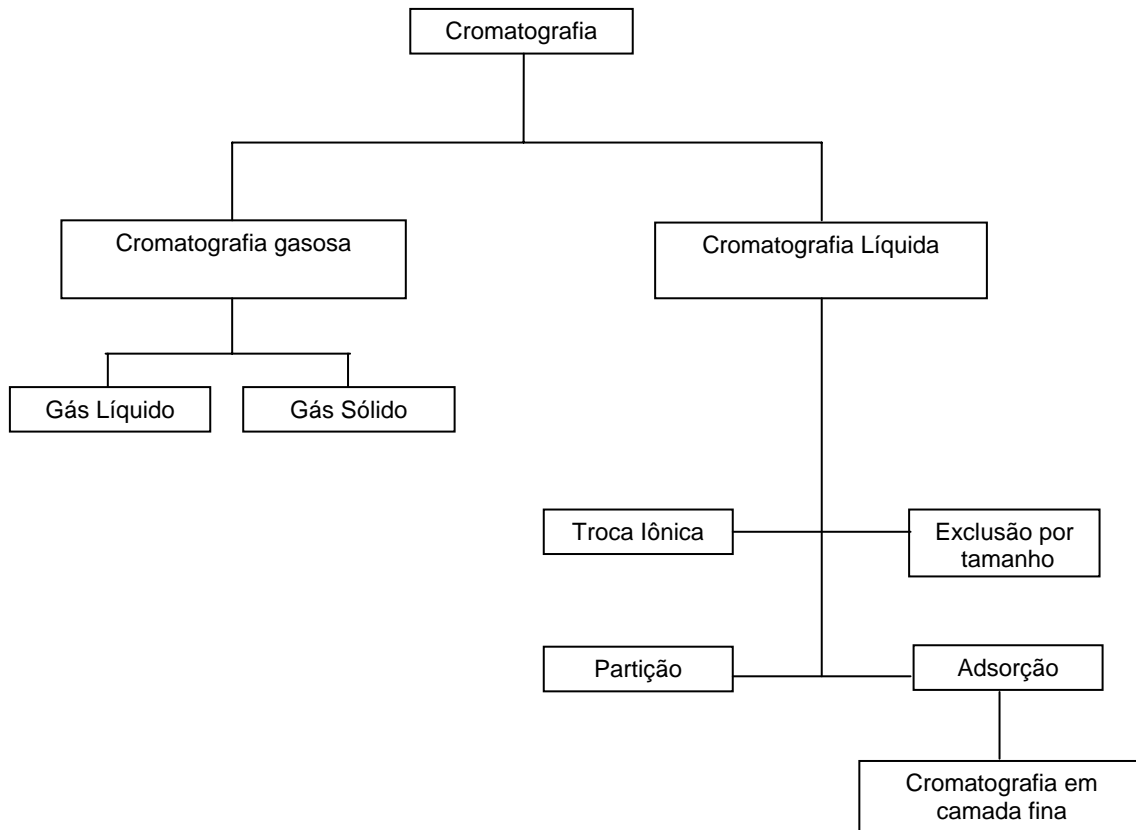 Cromatografia
Cromatografia gasosa
Cromatografia Líquida
Gás Líquido
Gás Sólido
Troca Iônica
Exclusão por
tamanho
Partição
Adsorção
Cromatografia em
camada fina